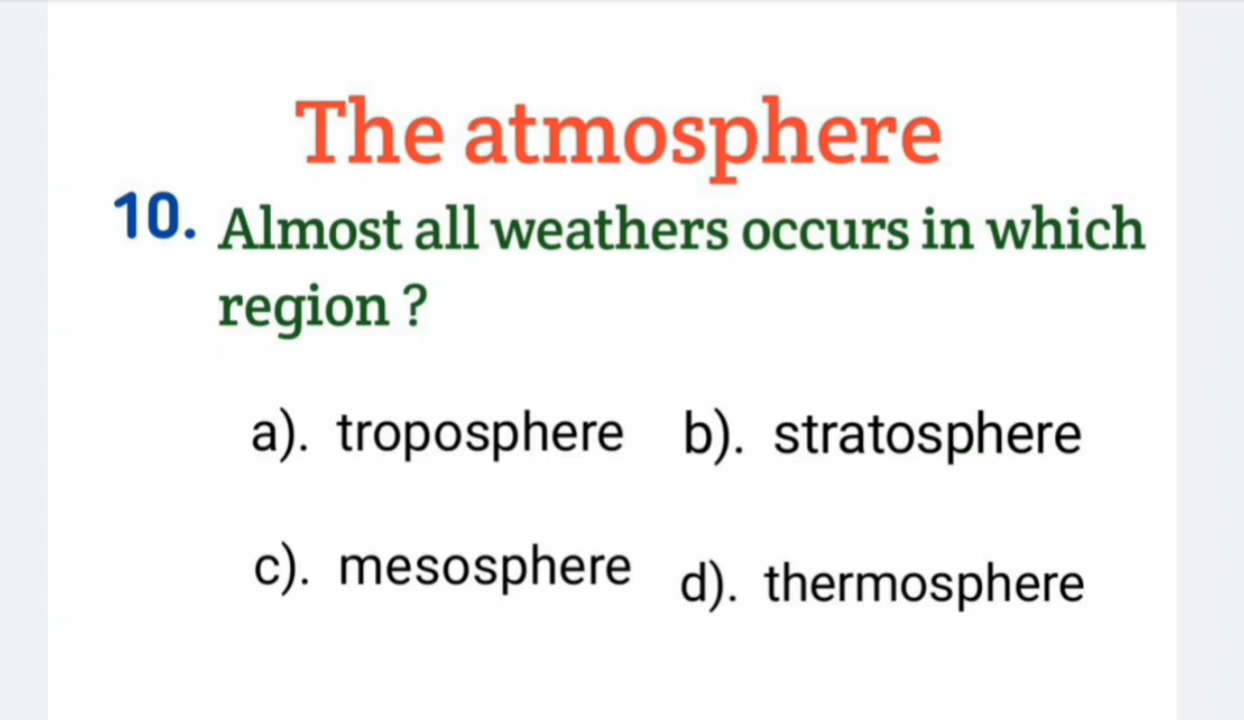 The atmosphere
10. Almost all weathers occurs in which
region ?
a). troposphere b). stratosphere
c). mesosphere d). thermosphere